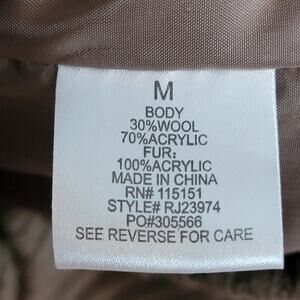 M
BODY
30%WOOL
70%ACRYLIC
FUR:
100%ACRYLIC
MADE IN CHINA
RN# 115151
STYLE# RJ23974
PO#305566
SEE REVERSE FOR CARE